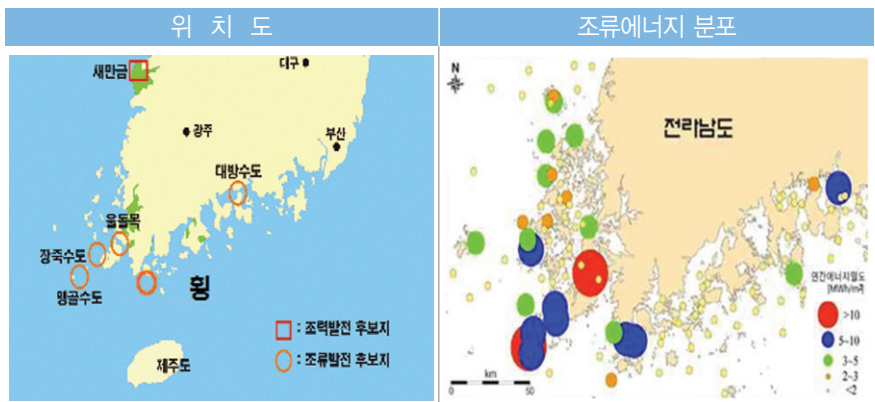 위 치 도
조류에너지 분포
새만금
대구
광주
부산
대방수도
울돌목
장죽수도
맹골수도
횡
제주도
: 조력발전 후보지
: 조류발전 후보지
N
전라남도
연간에너지밀도
[MWh/m²]
>10
5~10
3~5
2~3
<2
km
0 50